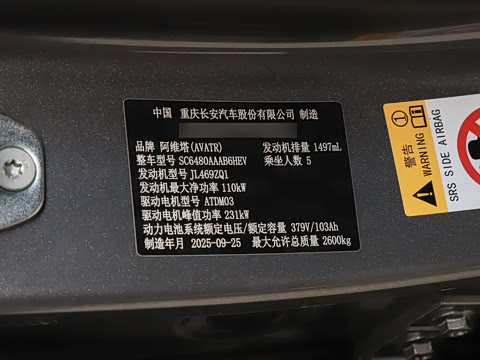 中国 重庆长安汽车股份有限公司 制造
品牌 阿维塔(AVATR) 发动机排量 1497mL
整车型号 SC6480AAAB6HEV 乘坐人数 5
发动机型号 JL469ZQ1
发动机最大净功率 110kW
驱动电机型号 ATDM03
驱动电机峰值功率 231kW
动力电池系统额定电压/额定容量 379V/103Ah
制造年月 2025-09-25 最大允许总质量 2600kg
警告
WARNING
SRS SIDE AIRBAG